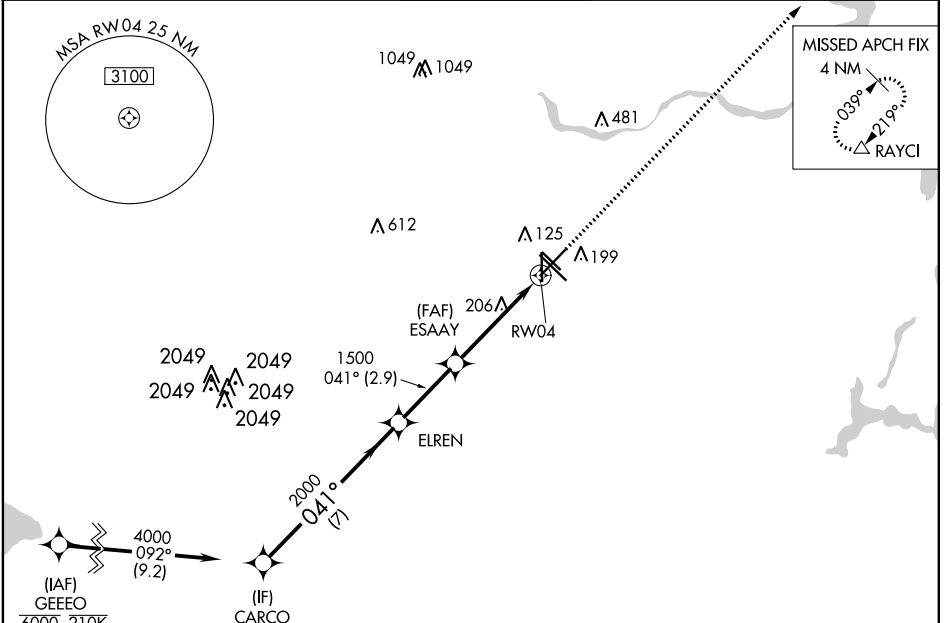 MSA RW04 25 NM
3100
1049
1049
481
MISSED APCH FIX
4 NM
039°
219°
RAYCI
612
125
199
206
(FAF)
ESAAY
RW04
1500
041° (2.9)
2049
2049
2049
2049
2049
ELREN
2000
041°
(7)
4000
092°
(9.2)
(IAF)
GEEEO
6000 210K
(IF)
CARCO